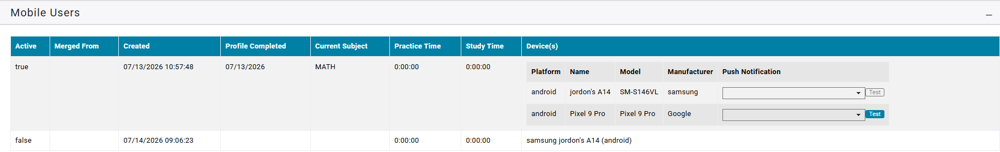 Mobile Users
Active Merged From Created Profile Completed Current Subject Practice Time Study Time Device(s)
true 07/13/2026 10:57:48 07/13/2026 MATH 0:00:00 0:00:00
Platform Name Model Manufacturer Push Notification
android jordon's A14 SM-S146VL samsung Test
android Pixel 9 Pro Pixel 9 Pro Google Test
false 07/14/2026 09:06:23 0:00:00 0:00:00 samsung jordon's A14 (android)